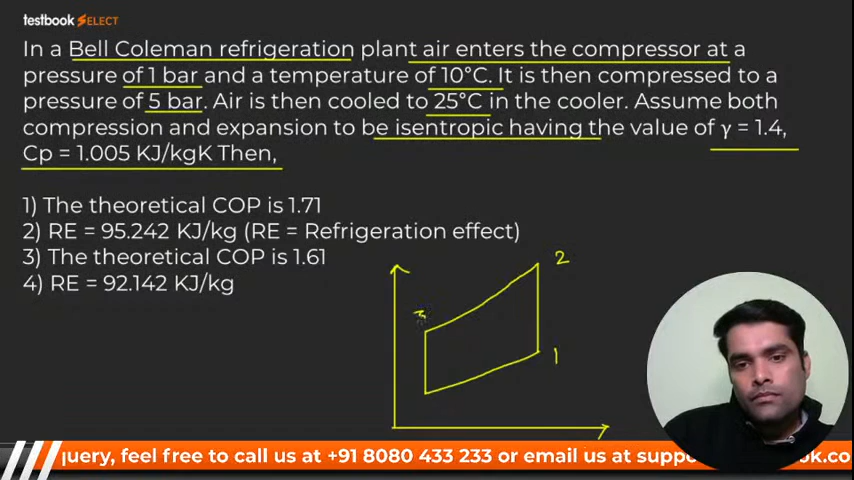 testbook SELECT
In a Bell Coleman refrigeration plant air enters the compressor at a
pressure of 1 bar and a temperature of 10°C. It is then compressed to a
pressure of 5 bar. Air is then cooled to 25°C in the cooler. Assume both
compression and expansion to be isentropic having the value of γ = 1.4,
Cp = 1.005 KJ/kgK Then,
1) The theoretical COP is 1.71
2) RE = 95.242 KJ/kg (RE = Refrigeration effect)
3) The theoretical COP is 1.61
4) RE = 92.142 KJ/kg
2
3
1
query, feel free to call us at +91 8080 433 233 or email us at